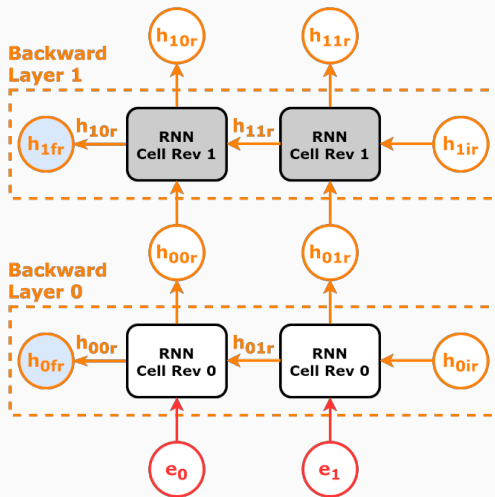 h10r h11r
Backward
Layer 1
h10r h11r
h1fr RNN Cell Rev 1 RNN Cell Rev 1 h1ir
h00r h01r
Backward
Layer 0
h00r h01r
h0fr RNN Cell Rev 0 RNN Cell Rev 0 h0ir
e0 e1